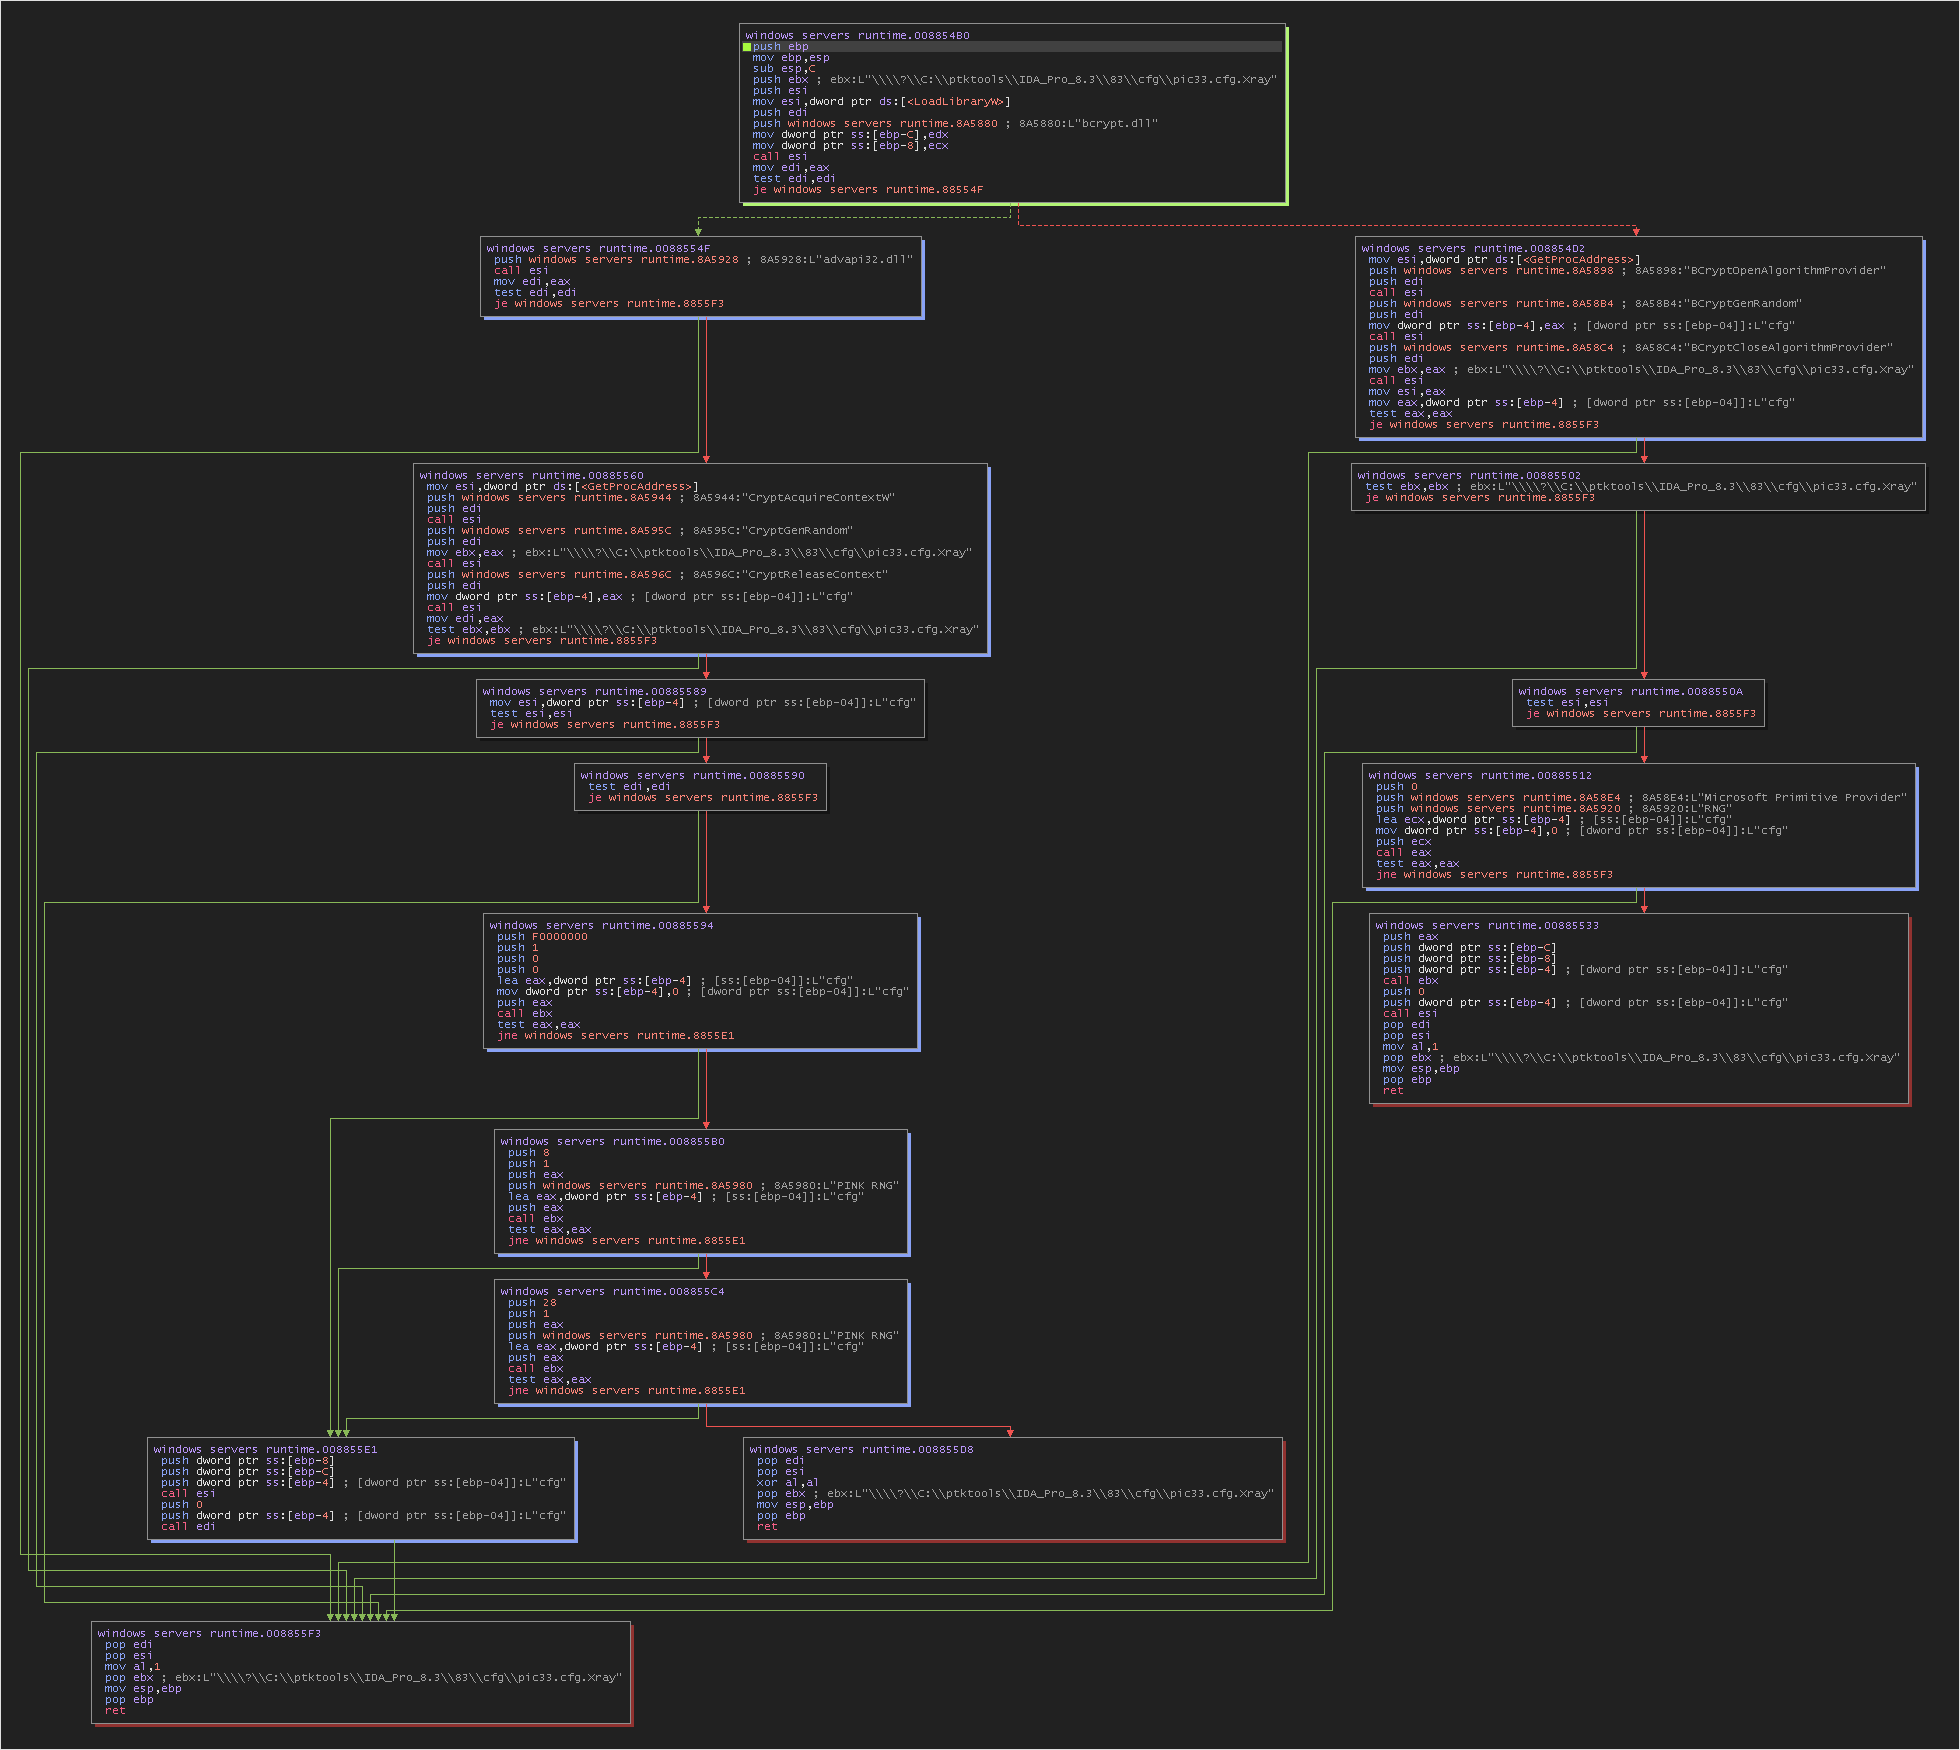 windows servers runtime.008854B0
push ebp
mov ebp,esp
sub esp,C
push ebx ; ebx:L"\\\\?\\C:\\ptktools\\IDA_Pro_8.3\\83\\cfg\\pic33.cfg.Xray"
push esi
mov esi,dword ptr ds:[<LoadLibraryW>]
push edi
push windows servers runtime.8A5880 ; 8A5880:L"bcrypt.dll"
mov dword ptr ss:[ebp-C],edx
mov dword ptr ss:[ebp-8],ecx
call esi
mov edi,eax
test edi,edi
je windows servers runtime.88554F
windows servers runtime.0088554F
push windows servers runtime.8A5928 ; 8A5928:L"advapi32.dll"
call esi
mov edi,eax
test edi,edi
je windows servers runtime.8855F3
windows servers runtime.008854D2
mov esi,dword ptr ds:[<GetProcAddress>]
push windows servers runtime.8A5898 ; 8A5898:"BCryptOpenAlgorithmProvider"
push edi
call esi
push windows servers runtime.8A58B4 ; 8A58B4:"BCryptGenRandom"
push edi
mov dword ptr ss:[ebp-4],eax ; [dword ptr ss:[ebp-04]]:L"cfg"
call esi
push windows servers runtime.8A58C4 ; 8A58C4:"BCryptCloseAlgorithmProvider"
push edi
mov ebx,eax ; ebx:L"\\\\?\\C:\\ptktools\\IDA_Pro_8.3\\83\\cfg\\pic33.cfg.Xray"
call esi
mov esi,eax
mov eax,dword ptr ss:[ebp-4] ; [dword ptr ss:[ebp-04]]:L"cfg"
test eax,eax
je windows servers runtime.8855F3
windows servers runtime.00885560
mov esi,dword ptr ds:[<GetProcAddress>]
push windows servers runtime.8A5944 ; 8A5944:"CryptAcquireContextW"
push edi
call esi
push windows servers runtime.8A595C ; 8A595C:"CryptGenRandom"
push edi
mov ebx,eax ; ebx:L"\\\\?\\C:\\ptktools\\IDA_Pro_8.3\\83\\cfg\\pic33.cfg.Xray"
call esi
push windows servers runtime.8A596C ; 8A596C:"CryptReleaseContext"
push edi
mov dword ptr ss:[ebp-4],eax ; [dword ptr ss:[ebp-04]]:L"cfg"
call esi
mov edi,eax
test ebx,ebx ; ebx:L"\\\\?\\C:\\ptktools\\IDA_Pro_8.3\\83\\cfg\\pic33.cfg.Xray"
je windows servers runtime.8855F3
windows servers runtime.00885502
test ebx,ebx ; ebx:L"\\\\?\\C:\\ptktools\\IDA_Pro_8.3\\83\\cfg\\pic33.cfg.Xray"
je windows servers runtime.8855F3
windows servers runtime.00885589
mov esi,dword ptr ss:[ebp-4] ; [dword ptr ss:[ebp-04]]:L"cfg"
test esi,esi
je windows servers runtime.8855F3
windows servers runtime.0088550A
test esi,esi
je windows servers runtime.8855F3
windows servers runtime.00885590
test edi,edi
je windows servers runtime.8855F3
windows servers runtime.00885512
push 0
push windows servers runtime.8A58E4 ; 8A58E4:L"Microsoft Primitive Provider"
push windows servers runtime.8A5920 ; 8A5920:L"RNG"
lea ecx,dword ptr ss:[ebp-4] ; [ss:[ebp-04]]:L"cfg"
mov dword ptr ss:[ebp-4],0 ; [dword ptr ss:[ebp-04]]:L"cfg"
push ecx
call eax
test eax,eax
jne windows servers runtime.8855F3
windows servers runtime.00885594
push F0000000
push 1
push 0
push 0
lea eax,dword ptr ss:[ebp-4] ; [ss:[ebp-04]]:L"cfg"
mov dword ptr ss:[ebp-4],0 ; [dword ptr ss:[ebp-04]]:L"cfg"
push eax
call ebx
test eax,eax
jne windows servers runtime.8855E1
windows servers runtime.00885533
push eax
push dword ptr ss:[ebp-C]
push dword ptr ss:[ebp-8]
push dword ptr ss:[ebp-4] ; [dword ptr ss:[ebp-04]]:L"cfg"
call ebx
push 0
push dword ptr ss:[ebp-4] ; [dword ptr ss:[ebp-04]]:L"cfg"
call esi
pop edi
pop esi
mov al,1
pop ebx ; ebx:L"\\\\?\\C:\\ptktools\\IDA_Pro_8.3\\83\\cfg\\pic33.cfg.Xray"
mov esp,ebp
pop ebp
ret
windows servers runtime.008855B0
push 8
push 1
push eax
push windows servers runtime.8A5980 ; 8A5980:L"PINK RNG"
lea eax,dword ptr ss:[ebp-4] ; [ss:[ebp-04]]:L"cfg"
push eax
call ebx
test eax,eax
jne windows servers runtime.8855E1
windows servers runtime.008855C4
push 28
push 1
push eax
push windows servers runtime.8A5980 ; 8A5980:L"PINK RNG"
lea eax,dword ptr ss:[ebp-4] ; [ss:[ebp-04]]:L"cfg"
push eax
call ebx
test eax,eax
jne windows servers runtime.8855E1
windows servers runtime.008855E1
push dword ptr ss:[ebp-8]
push dword ptr ss:[ebp-C]
push dword ptr ss:[ebp-4] ; [dword ptr ss:[ebp-04]]:L"cfg"
call esi
push 0
push dword ptr ss:[ebp-4] ; [dword ptr ss:[ebp-04]]:L"cfg"
call edi
windows servers runtime.008855D8
pop edi
pop esi
xor al,al
pop ebx ; ebx:L"\\\\?\\C:\\ptktools\\IDA_Pro_8.3\\83\\cfg\\pic33.cfg.Xray"
mov esp,ebp
pop ebp
ret
windows servers runtime.008855F3
pop edi
pop esi
mov al,1
pop ebx ; ebx:L"\\\\?\\C:\\ptktools\\IDA_Pro_8.3\\83\\cfg\\pic33.cfg.Xray"
mov esp,ebp
pop ebp
ret